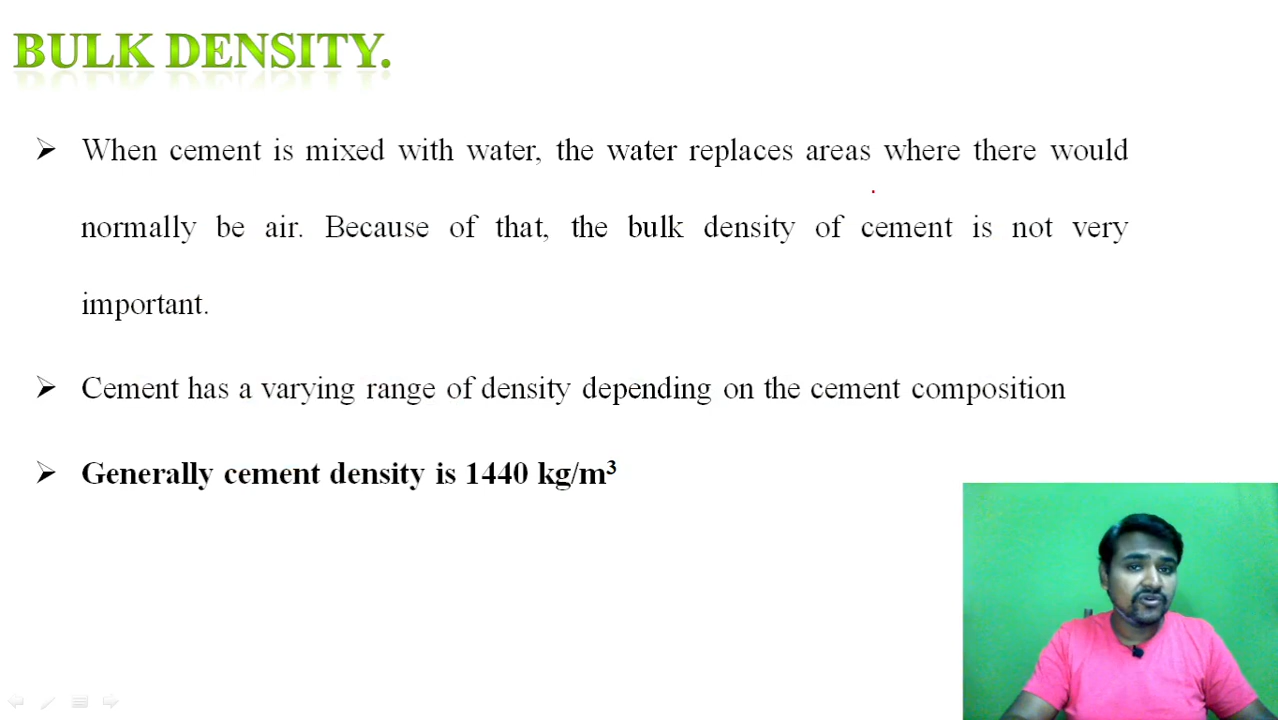 BULK DENSITY.
➢ When cement is mixed with water, the water replaces areas where there would
normally be air. Because of that, the bulk density of cement is not very
important.
➢ Cement has a varying range of density depending on the cement composition
➢ Generally cement density is 1440 kg/m³